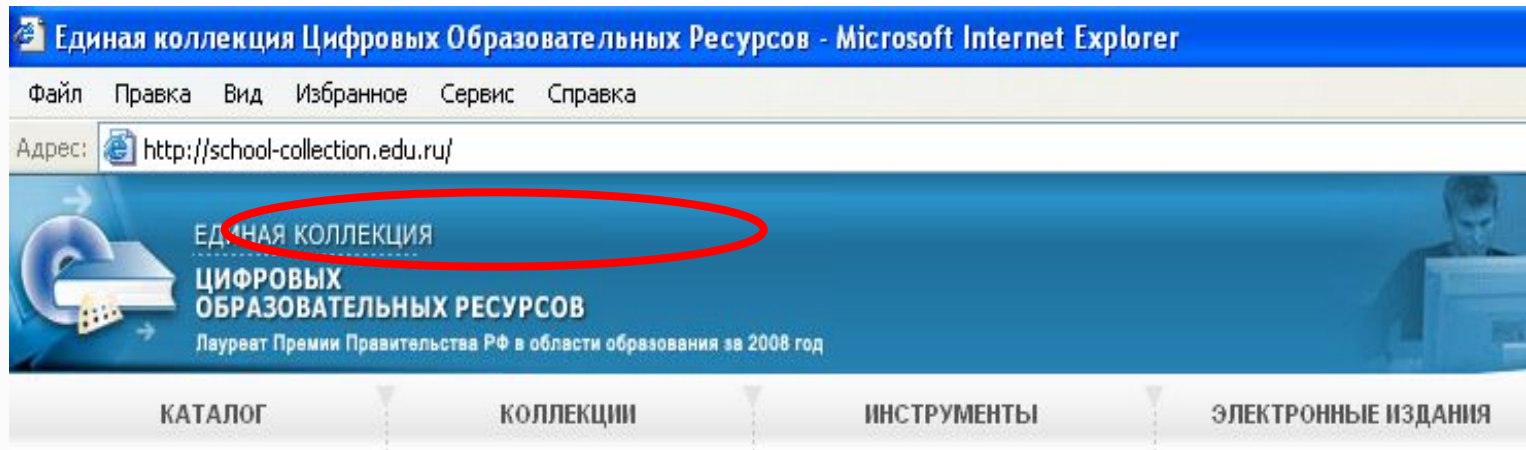 Единая коллекция Цифровых Образовательных Ресурсов - Microsoft Internet Explorer
Файл Правка Вид Избранное Сервис Справка
Адрес: http://school-collection.edu.ru/
ЕДИНАЯ КОЛЛЕКЦИЯ
ЦИФРОВЫХ
ОБРАЗОВАТЕЛЬНЫХ РЕСУРСОВ
Лауреат Премии Правительства РФ в области образования за 2008 год
КАТАЛОГ КОЛЛЕКЦИИ ИНСТРУМЕНТЫ ЭЛЕКТРОННЫЕ ИЗДАНИЯ